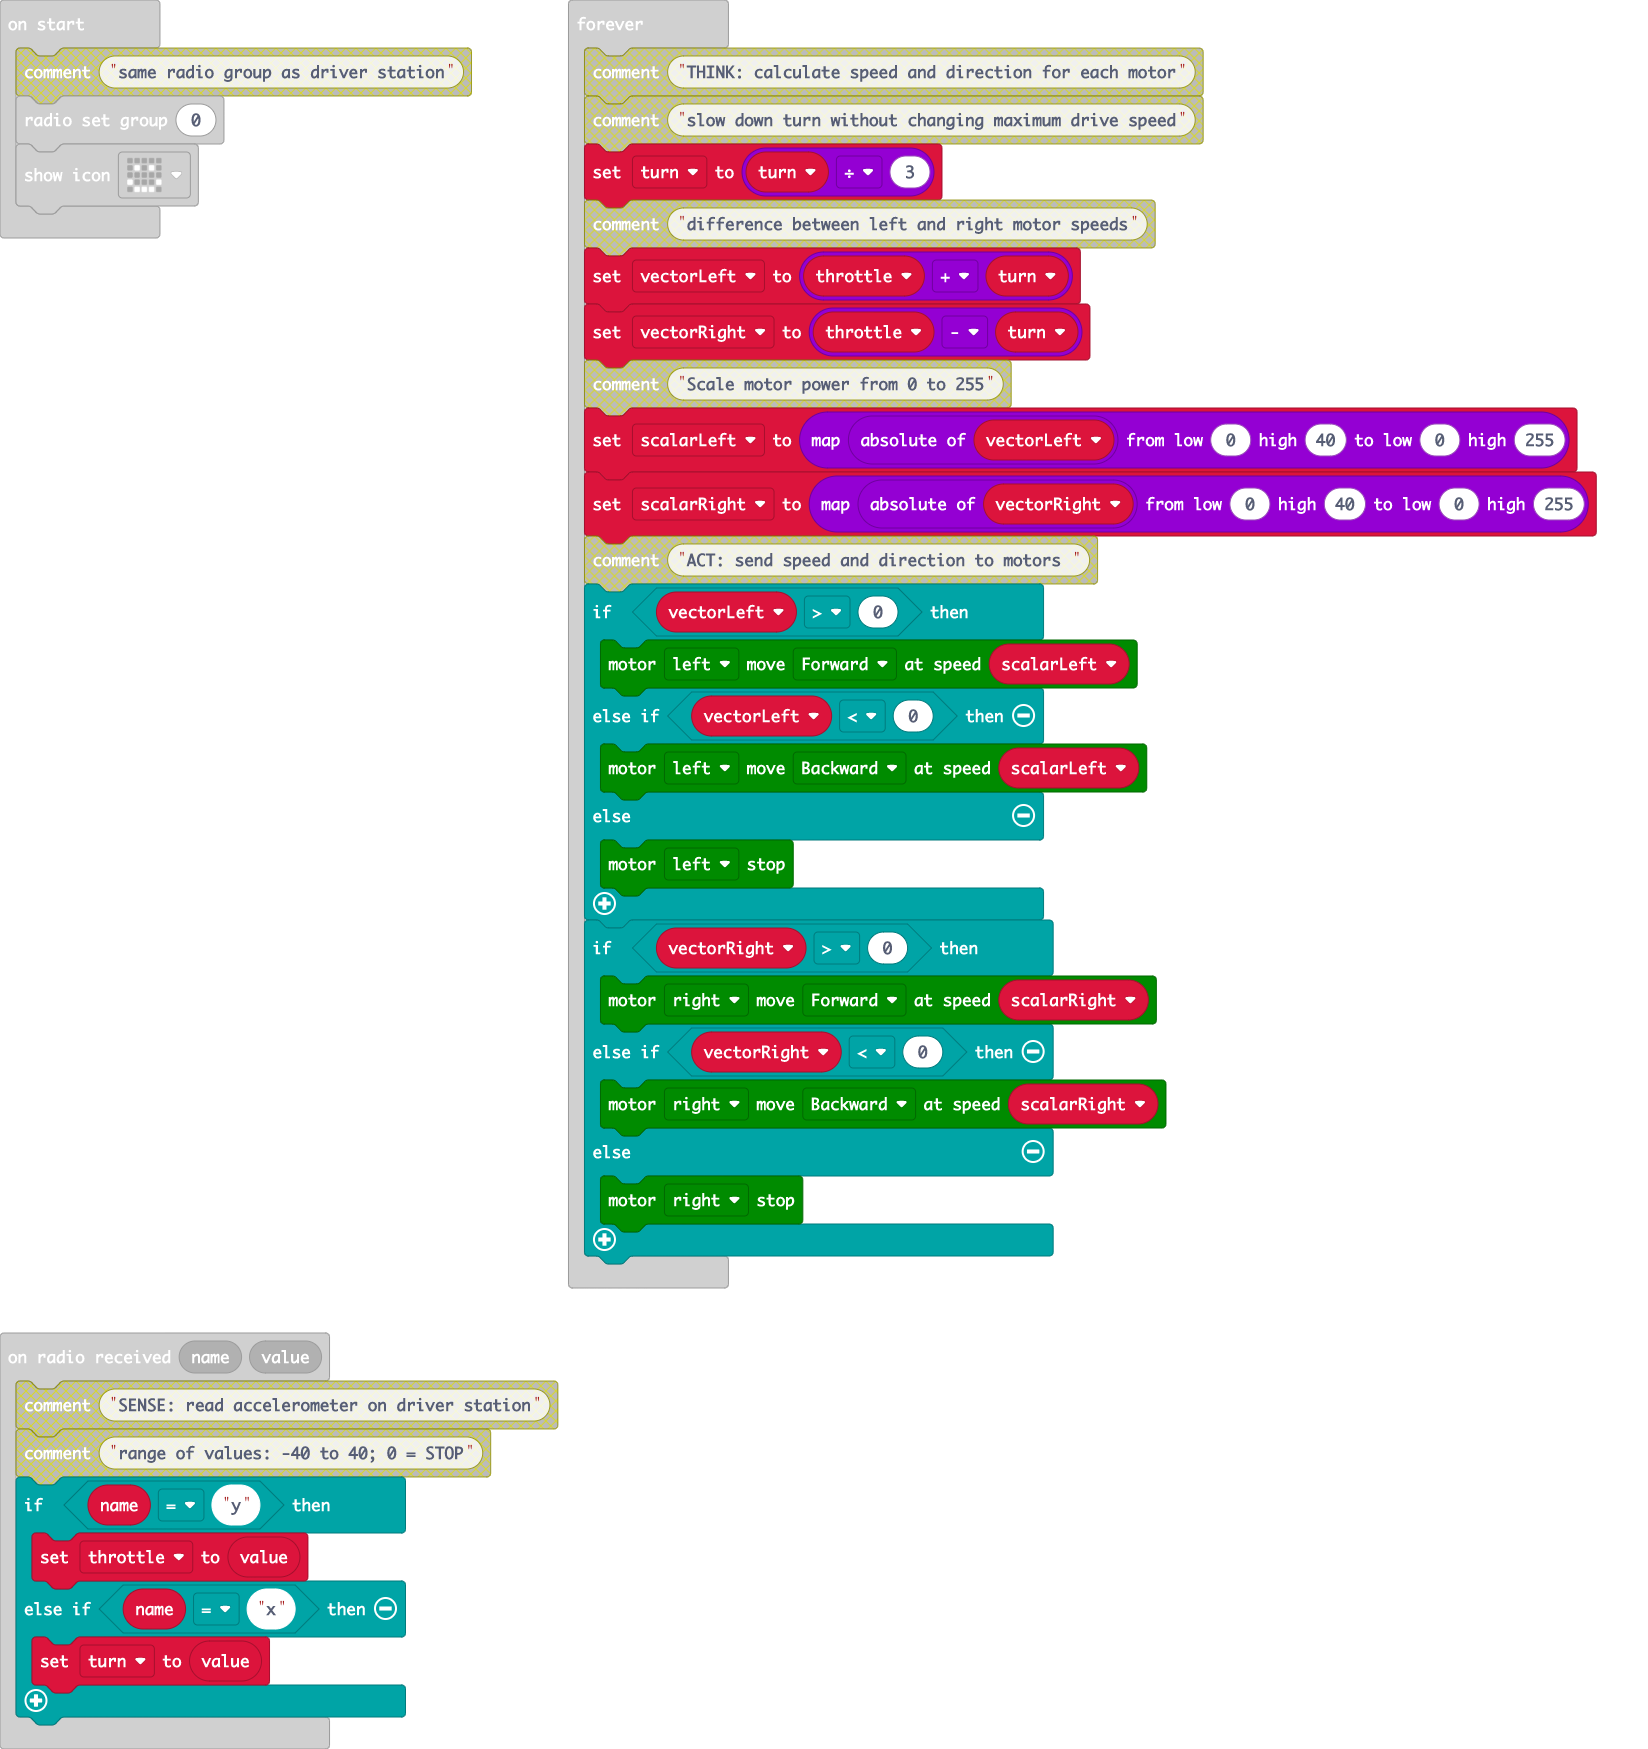 on start
comment "same radio group as driver station"
radio set group 0
show icon
forever
comment "THINK: calculate speed and direction for each motor"
comment "slow down turn without changing maximum drive speed"
set turn to turn ÷ 3
comment "difference between left and right motor speeds"
set vectorLeft to throttle + turn
set vectorRight to throttle - turn
comment "Scale motor power from 0 to 255"
set scalarLeft to map absolute of vectorLeft from low 0 high 40 to low 0 high 255
set scalarRight to map absolute of vectorRight from low 0 high 40 to low 0 high 255
comment "ACT: send speed and direction to motors "
if vectorLeft > 0 then
motor left move Forward at speed scalarLeft
else if vectorLeft < 0 then
motor left move Backward at speed scalarLeft
else
motor left stop
if vectorRight > 0 then
motor right move Forward at speed scalarRight
else if vectorRight < 0 then
motor right move Backward at speed scalarRight
else
motor right stop
on radio received name value
comment "SENSE: read accelerometer on driver station"
comment "range of values: -40 to 40; 0 = STOP"
if name = "y" then
set throttle to value
else if name = "x" then
set turn to value